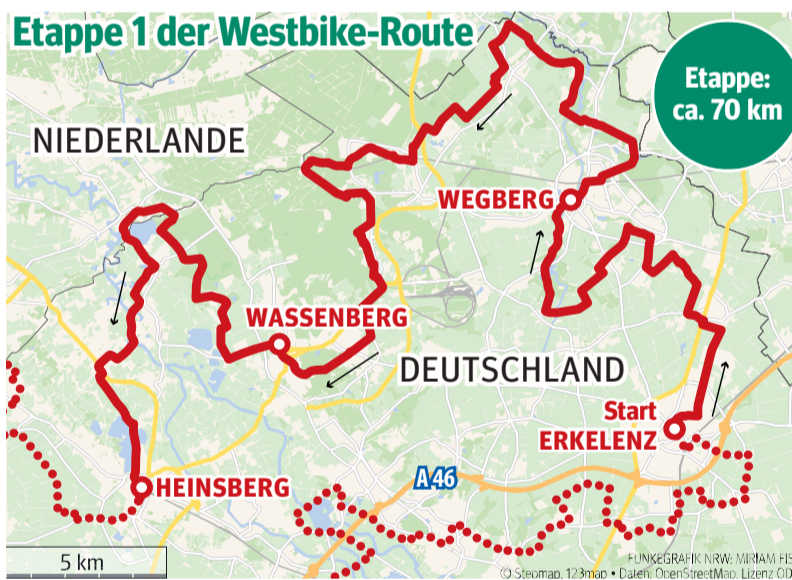 Etappe 1 der Westbike-Route
Etappe:
ca. 70 km
NIEDERLANDE
WEGBERG
WASSENBERG
DEUTSCHLAND
Start
ERKELENZ
A 46
HEINSBERG
5 km
FUNKEGRAFIK NRW: MIRIAM FIS
© Stepmap, 123map • Daten: OpenStreetMap, Lizenz OD